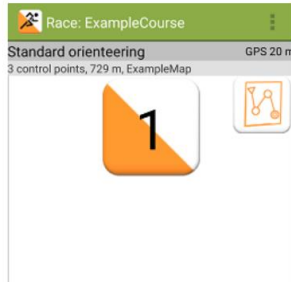 Race: ExampleCourse
Standard orienteering GPS 20 m
3 control points, 729 m, ExampleMap
1